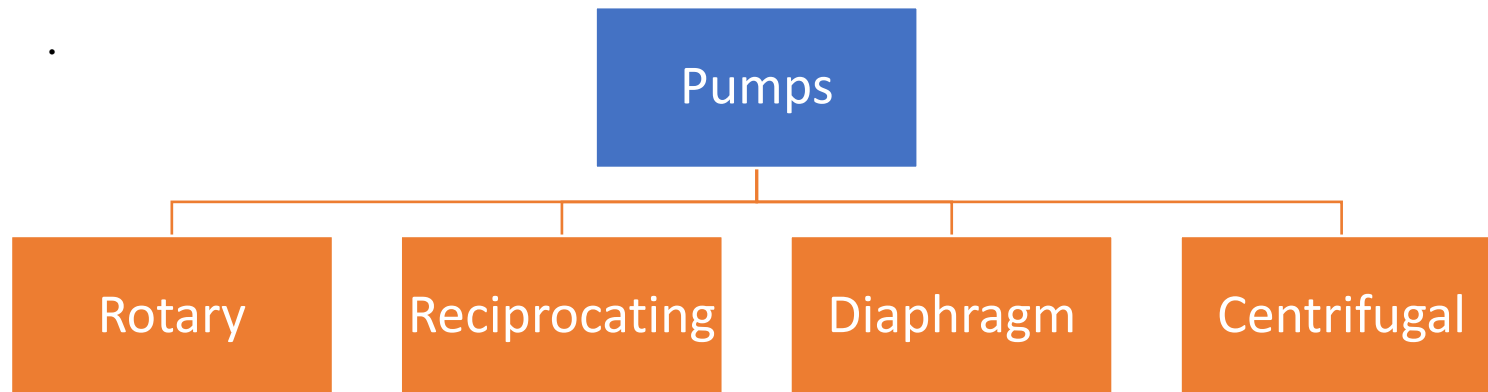 .
Pumps
Rotary
Reciprocating
Diaphragm
Centrifugal